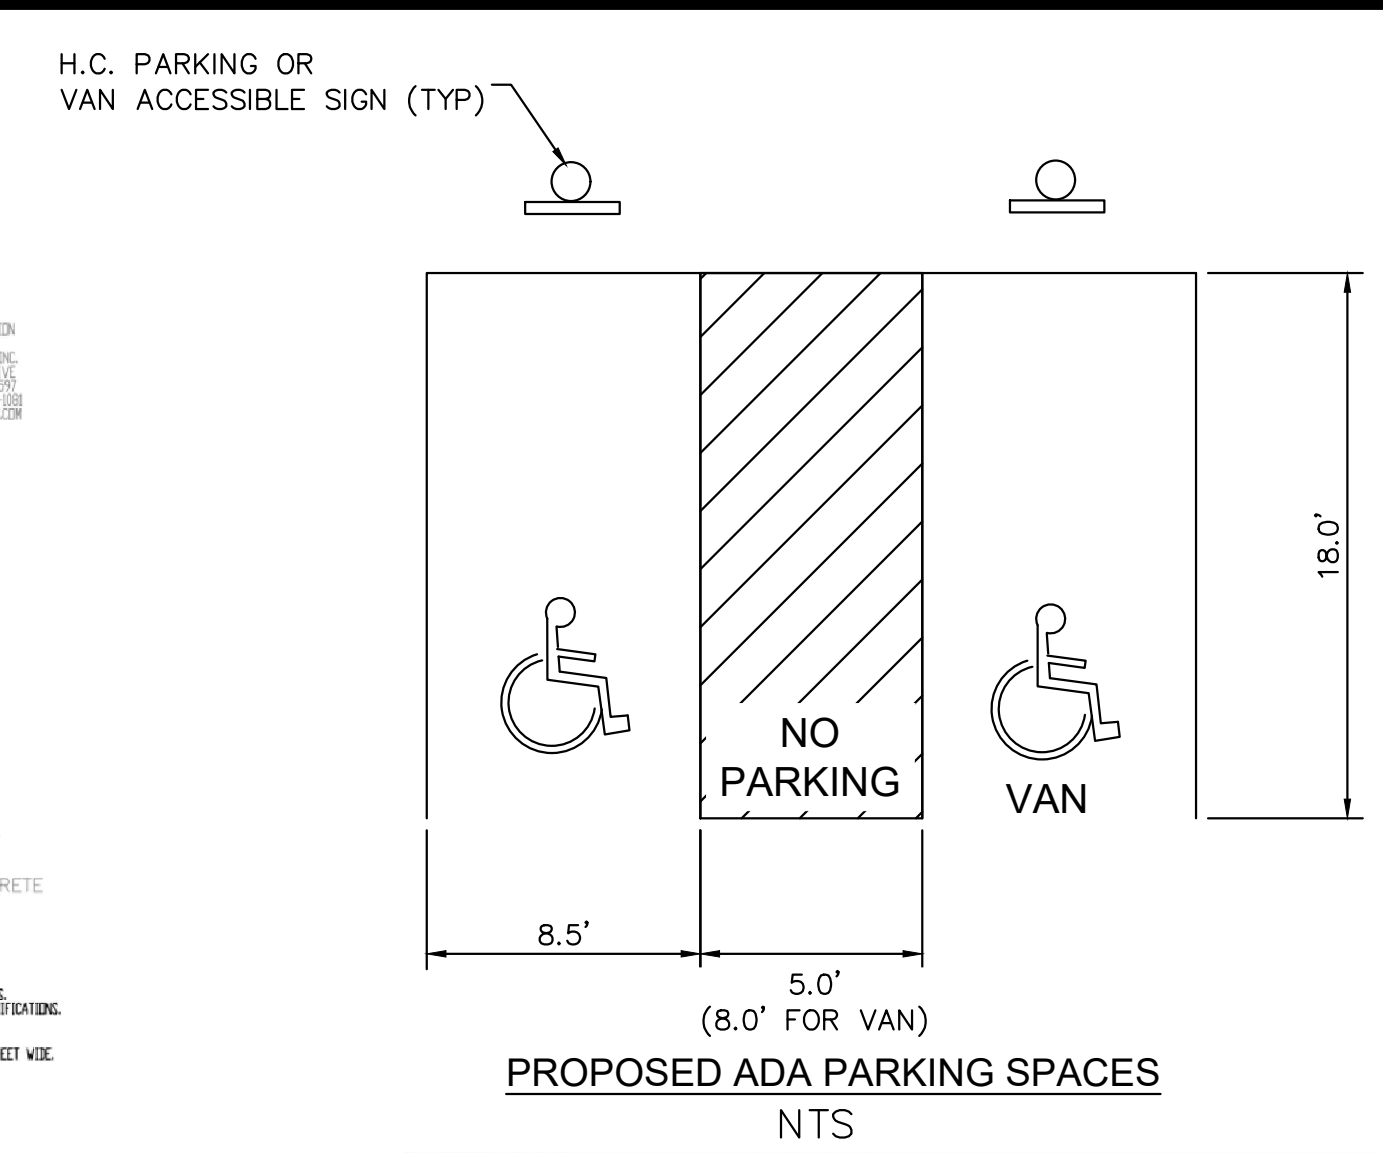 H.C. PARKING OR
VAN ACCESSIBLE SIGN (TYP)
INC.
18.0'
NO
PARKING
VAN
RETE
8.5'
IFICATIONS.
5.0'
(8.0' FOR VAN)
EET WIDE.
PROPOSED ADA PARKING SPACES
NTS